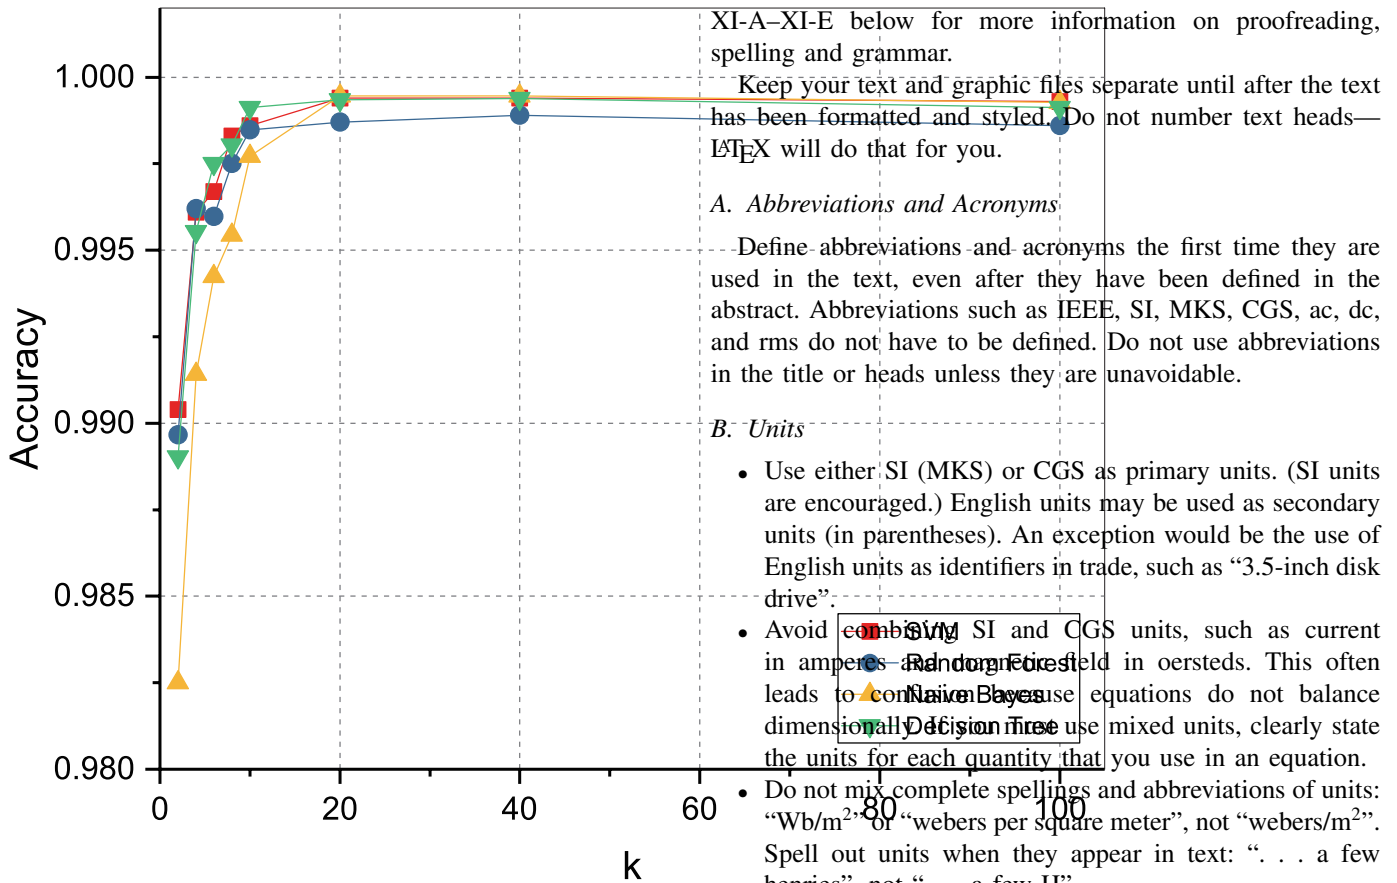 1.000
0.995
0.990
0.985
0.980
Accuracy
0
20
40
60
80
100
k
SVM
Random Forest
Naive Bayes
Decision Tree
XI-A–XI-E below for more information on proofreading,
spelling and grammar.
Keep your text and graphic files separate until after the text
has been formatted and styled. Do not number text heads—
LATEX will do that for you.
A. Abbreviations and Acronyms
Define abbreviations and acronyms the first time they are
used in the text, even after they have been defined in the
abstract. Abbreviations such as IEEE, SI, MKS, CGS, ac, dc,
and rms do not have to be defined. Do not use abbreviations
in the title or heads unless they are unavoidable.
B. Units
• Use either SI (MKS) or CGS as primary units. (SI units
are encouraged.) English units may be used as secondary
units (in parentheses). An exception would be the use of
English units as identifiers in trade, such as “3.5-inch disk
drive”.
• Avoid combining SI and CGS units, such as current
in amperes and magnetic field in oersteds. This often
leads to confusion because equations do not balance
dimensionally. If you must use mixed units, clearly state
the units for each quantity that you use in an equation.
• Do not mix complete spellings and abbreviations of units:
“Wb/m²” or “webers per square meter”, not “webers/m²”.
Spell out units when they appear in text: “. . . a few
henries”, not “. . . a few H”